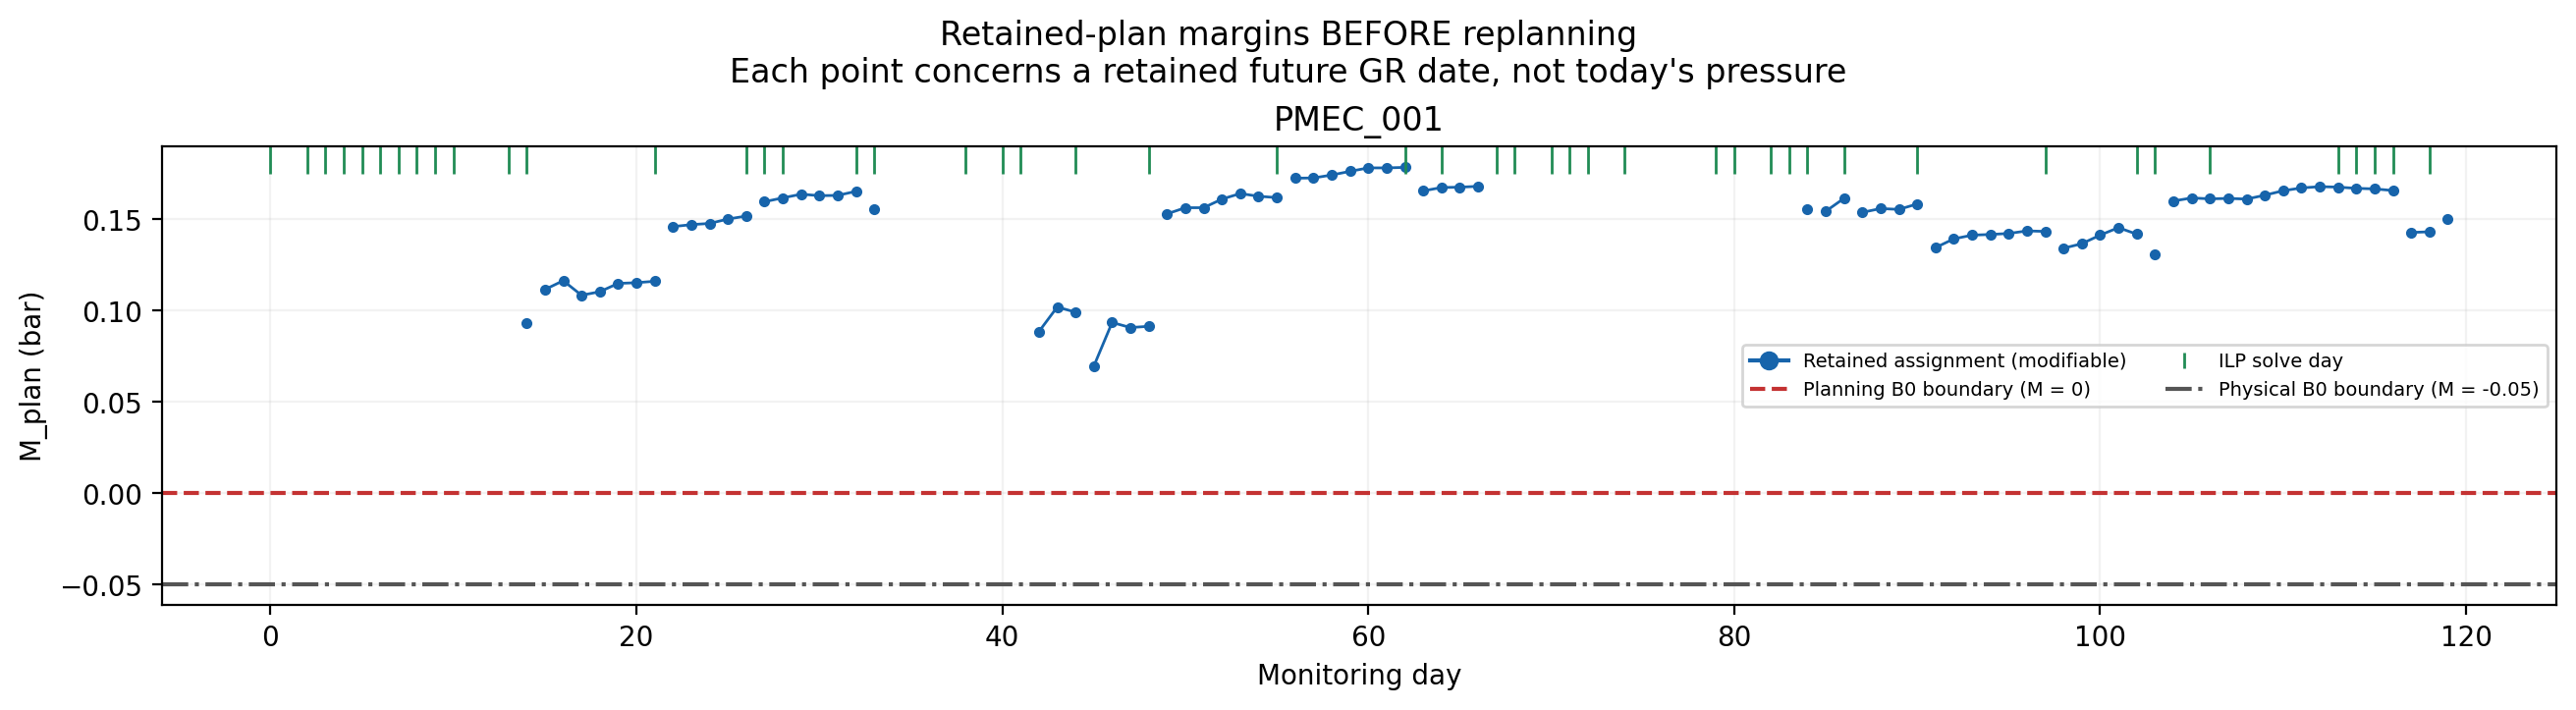 Retained-plan margins BEFORE replanning
Each point concerns a retained future GR date, not today's pressure
PMEC_001
M_plan (bar)
0.15
0.10
0.05
0.00
−0.05
Retained assignment (modifiable)
Planning B0 boundary (M = 0)
ILP solve day
Physical B0 boundary (M = -0.05)
0 20 40 60 80 100 120
Monitoring day